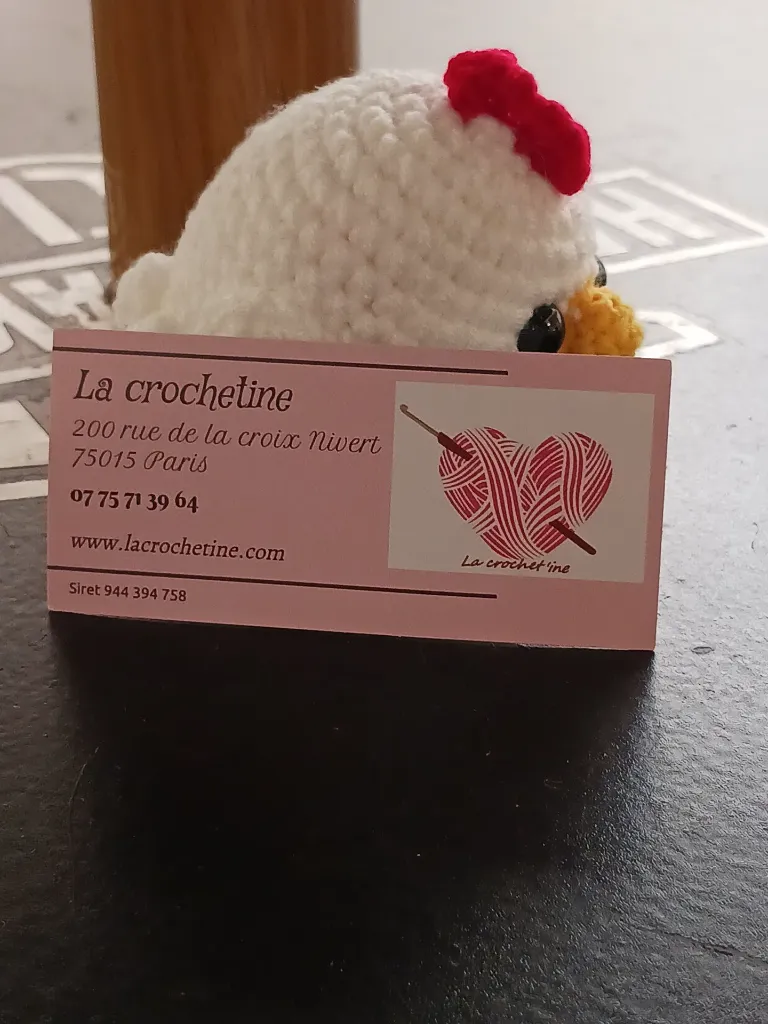 La crochetine
200 rue de la croix Nivert
75015 Paris
07 75 71 39 64
www.lacrochetine.com
Siret 944 394 758
La crochet'ine